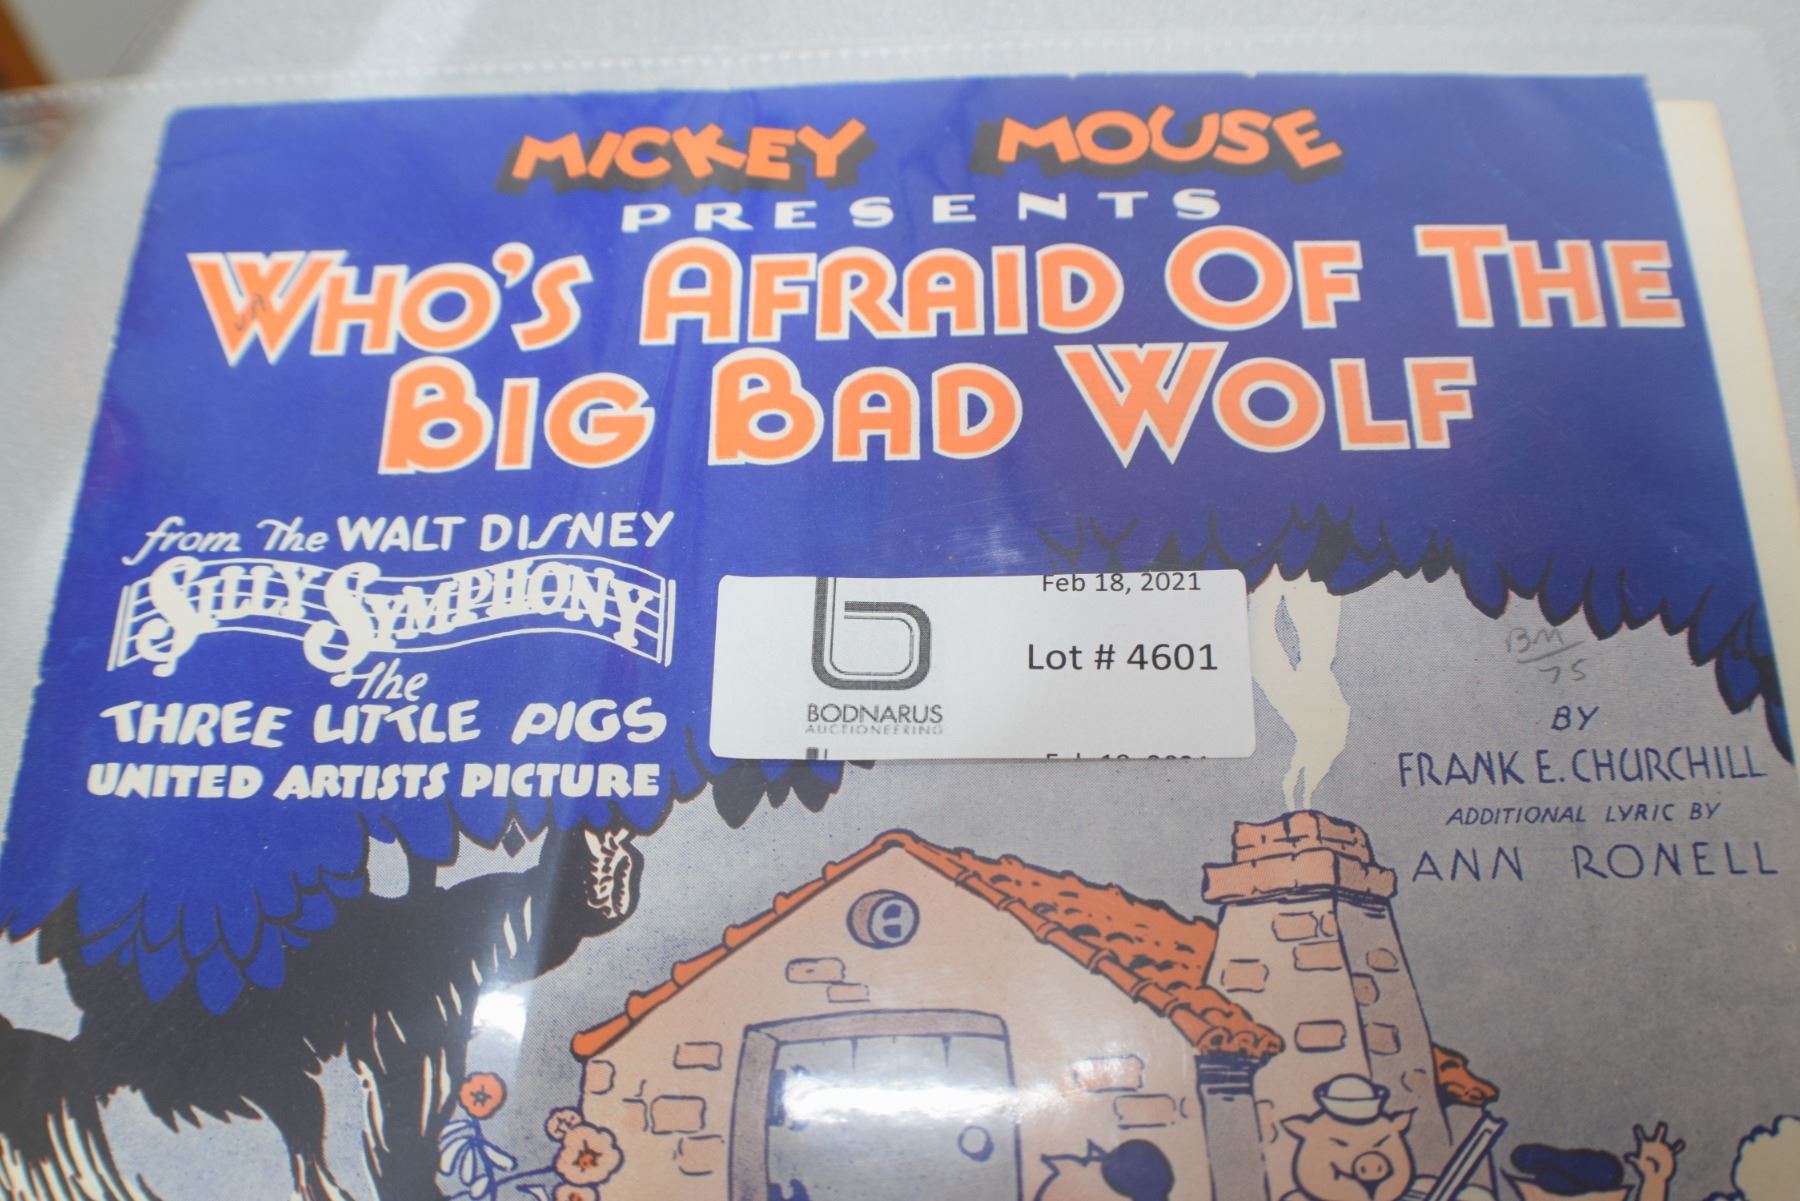 MICKEY MOUSE
PRESENTS
WHO'S AFRAID OF THE
BIG BAD WOLF
from The WALT DISNEY
SILLY SYMPHONY
the
THREE LITTLE PIGS
UNITED ARTISTS PICTURE
Feb 18, 2021
Lot # 4601
BODNARUS
AUCTIONEERING
BM
75
BY
FRANK E. CHURCHILL
ADDITIONAL LYRIC BY
ANN RONELL